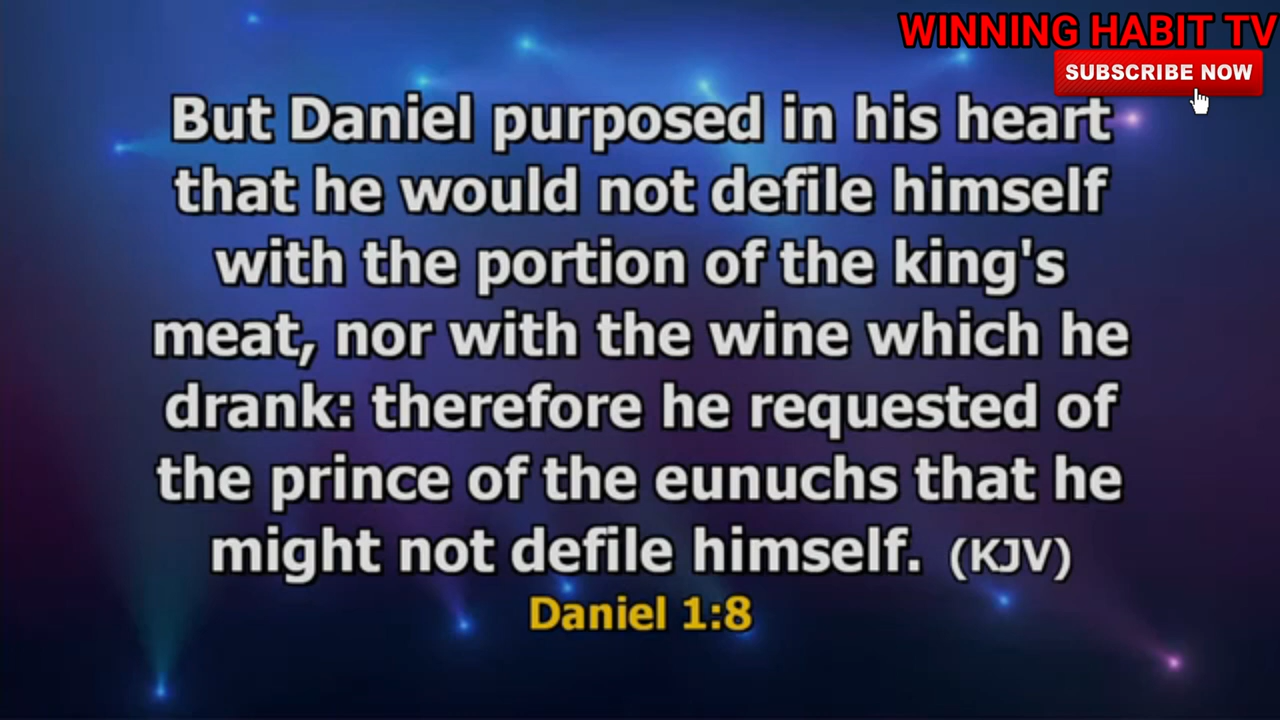 WINNING HABIT TV
SUBSCRIBE NOW
But Daniel purposed in his heart
that he would not defile himself
with the portion of the king's
meat, nor with the wine which he
drank: therefore he requested of
the prince of the eunuchs that he
might not defile himself. (KJV)
Daniel 1:8